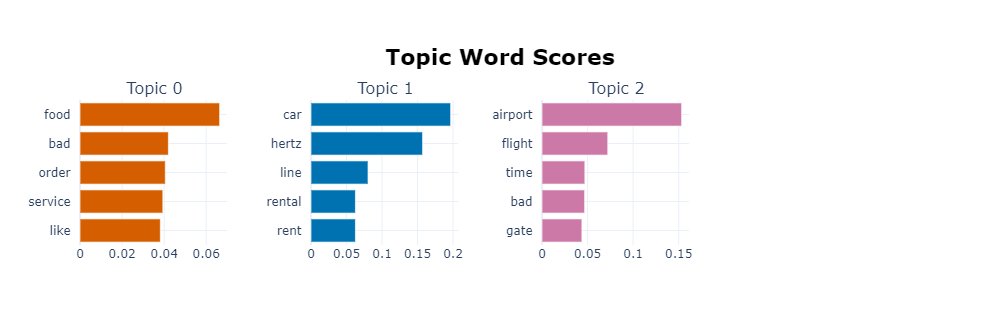 Topic Word Scores
Topic 0
food
bad
order
service
like
0 0.02 0.04 0.06
Topic 1
car
hertz
line
rental
rent
0 0.05 0.1 0.15 0.2
Topic 2
airport
flight
time
bad
gate
0 0.05 0.1 0.15